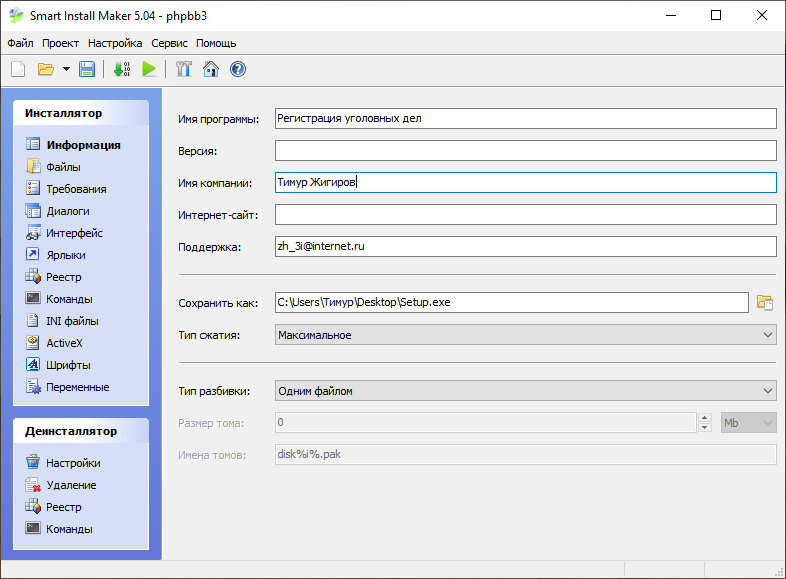 Smart Install Maker 5.04 - phpbb3
Файл Проект Настройка Сервис Помощь
Инсталлятор
Информация
Файлы
Требования
Диалоги
Интерфейс
Ярлыки
Реестр
Команды
INI файлы
ActiveX
Шрифты
Переменные
Деинсталлятор
Настройки
Удаление
Реестр
Команды
Имя программы: Регистрация уголовных дел
Версия:
Имя компании: Тимур Жигиров
Интернет-сайт:
Поддержка: zh_3i@internet.ru
Сохранить как: C:\Users\Тимур\Desktop\Setup.exe
Тип сжатия: Максимальное
Тип разбивки: Одним файлом
Размер тома: 0 Mb
Имена томов: disk%i%.pak